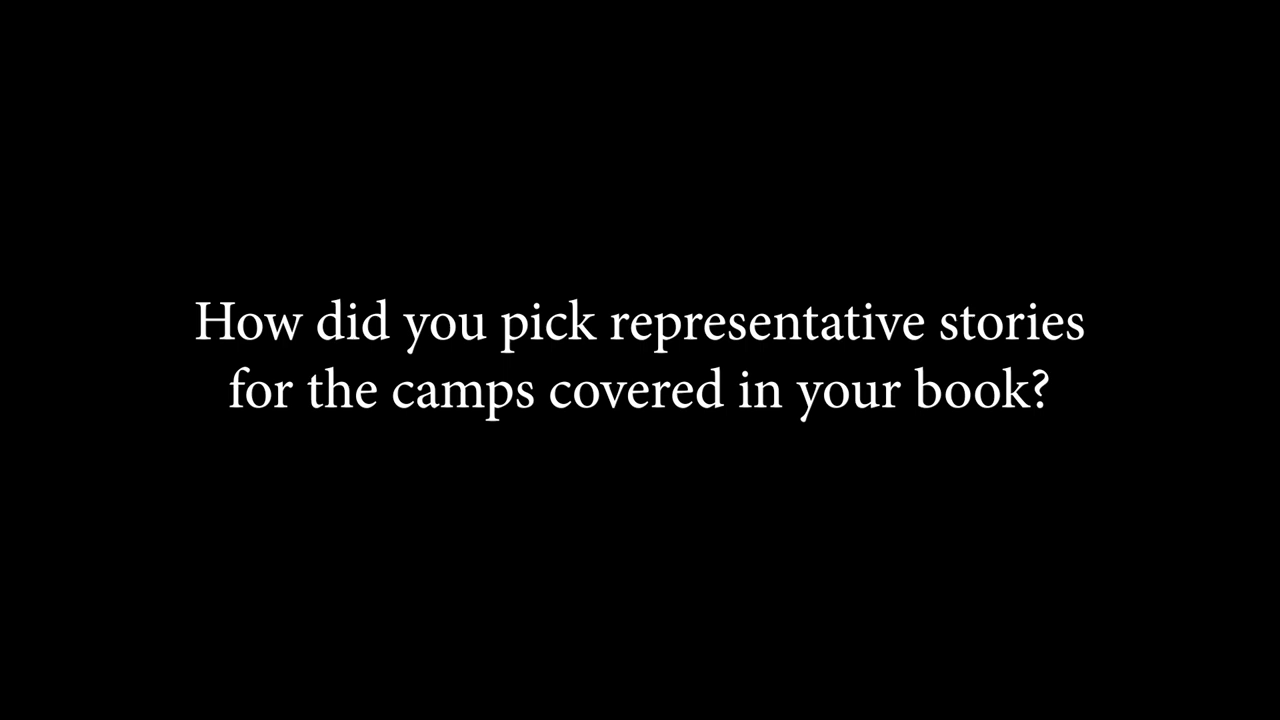 How did you pick representative stories
for the camps covered in your book?